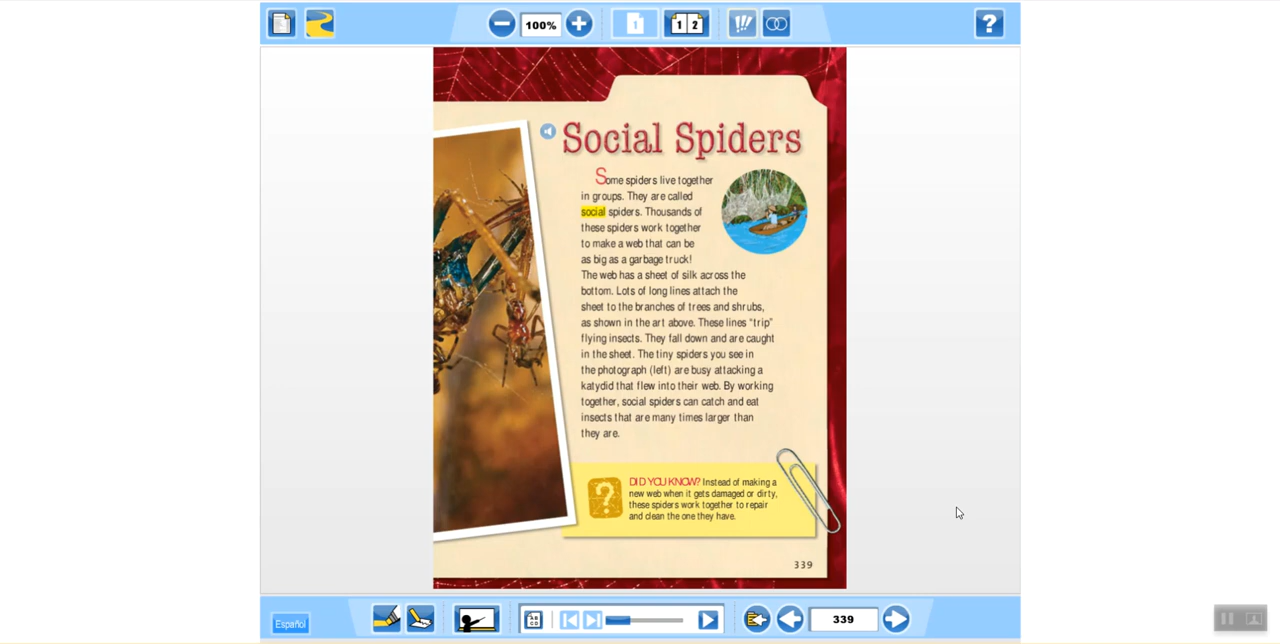 100%
1
1 2
?
Social Spiders
Some spiders live together
in groups. They are called
social spiders. Thousands of
these spiders work together
to make a web that can be
as big as a garbage truck!
The web has a sheet of silk across the
bottom. Lots of long lines attach the
sheet to the branches of trees and shrubs,
as shown in the art above. These lines “trip”
flying insects. They fall down and are caught
in the sheet. The tiny spiders you see in
the photograph (left) are busy attacking a
katydid that flew into their web. By working
together, social spiders can catch and eat
insects that are many times larger than
they are.
?
DID YOU KNOW? Instead of making a
new web when it gets damaged or dirty,
these spiders work together to repair
and clean the one they have.
339
Español
339